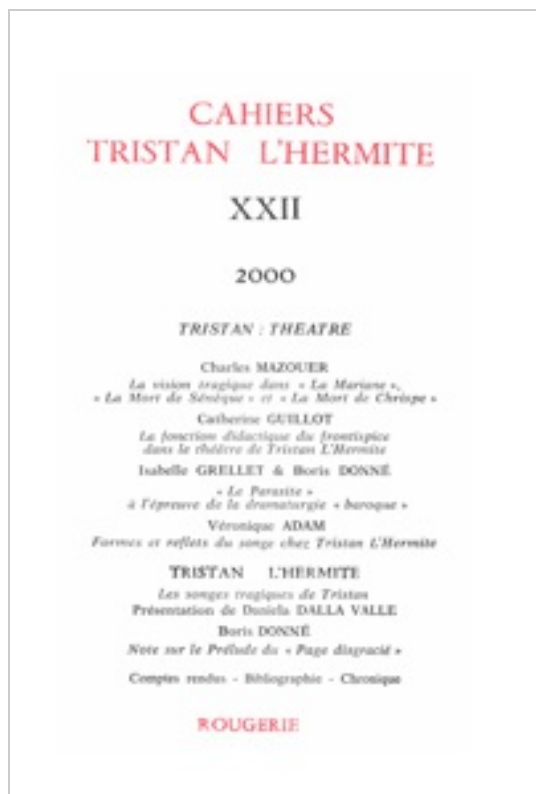 CAHIERS
TRISTAN L'HERMITE
XXII
2000
TRISTAN : THEATRE
Charles MAZOUER
La vision tragique dans « La Mariane »,
« La Mort de Sénèque » et « La Mort de Chrispe »
Catherine GUILLOT
La fonction didactique du frontispice
dans le théâtre de Tristan L'Hermite
Isabelle GRELLET & Boris DONNÉ
« Le Parasite »
à l'épreuve de la dramaturgie « baroque »
Véronique ADAM
Formes et reflets du songe chez Tristan L'Hermite
TRISTAN L'HERMITE
Les songes tragiques de Tristan
Présentation de Daniela DALLA VALLE
Boris DONNÉ
Note sur le Prélude du « Page disgracié »
Comptes rendus - Bibliographie - Chronique
ROUGERIE